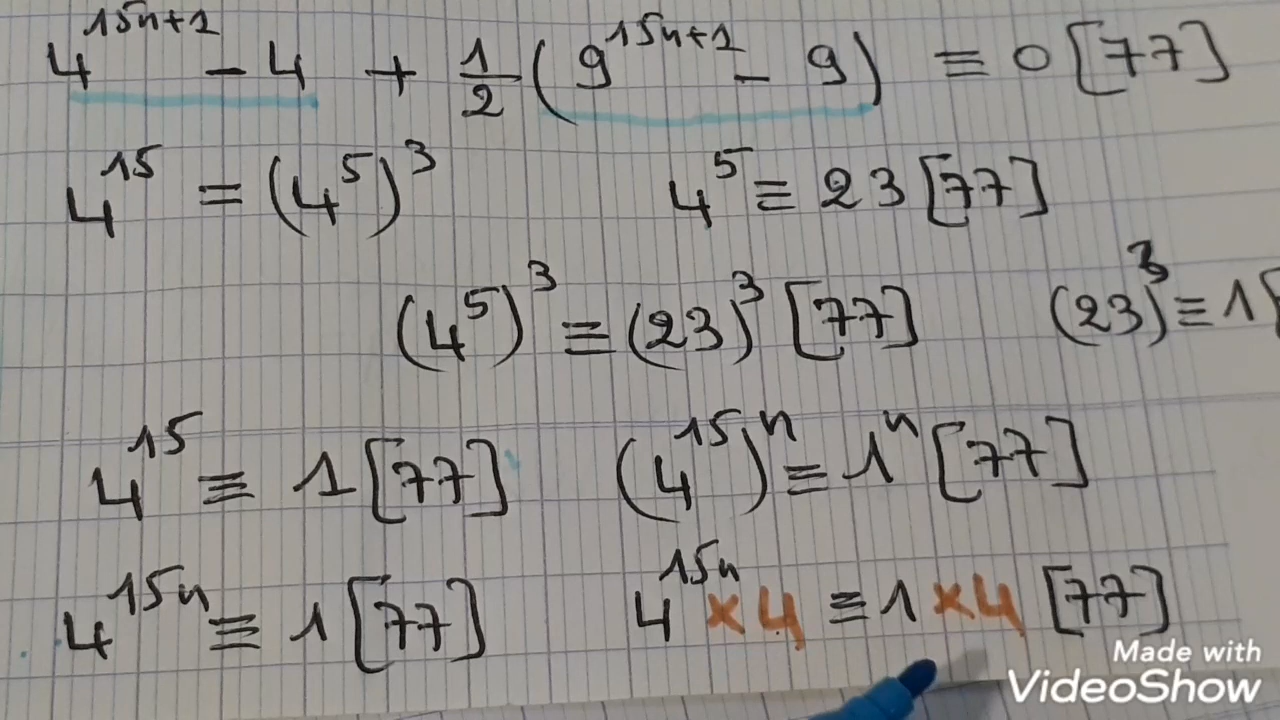 4^{15n+1} - 4 + \frac{1}{2} (9^{15n+1} - 9) ≡ 0 [77]
4^{15} = (4^5)^3 4^5 ≡ 23 [77]
(4^5)^3 ≡ (23)^3 [77] (23)^3 ≡ 1 [
4^{15} ≡ 1 [77] (4^{15})^n ≡ 1^n [77]
4^{15n} ≡ 1 [77] 4^{15n} × 4 ≡ 1 × 4 [77]
Made with
VideoShow